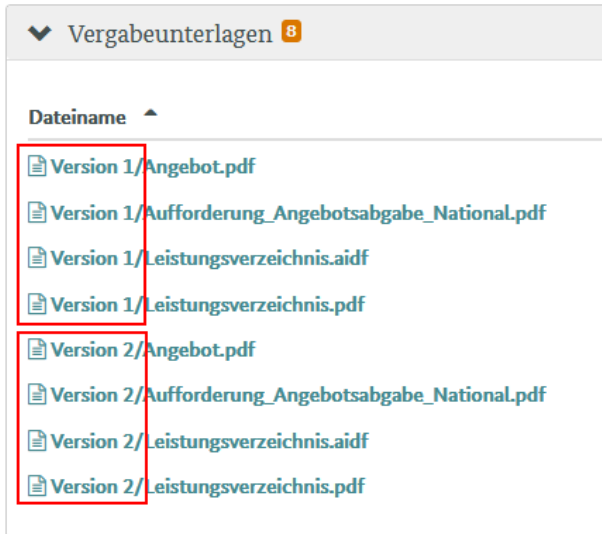 Vergabeunterlagen 8
Dateiname
Version 1/Angebot.pdf
Version 1/Aufforderung_Angebotsabgabe_National.pdf
Version 1/Leistungsverzeichnis.aidf
Version 1/Leistungsverzeichnis.pdf
Version 2/Angebot.pdf
Version 2/Aufforderung_Angebotsabgabe_National.pdf
Version 2/Leistungsverzeichnis.aidf
Version 2/Leistungsverzeichnis.pdf